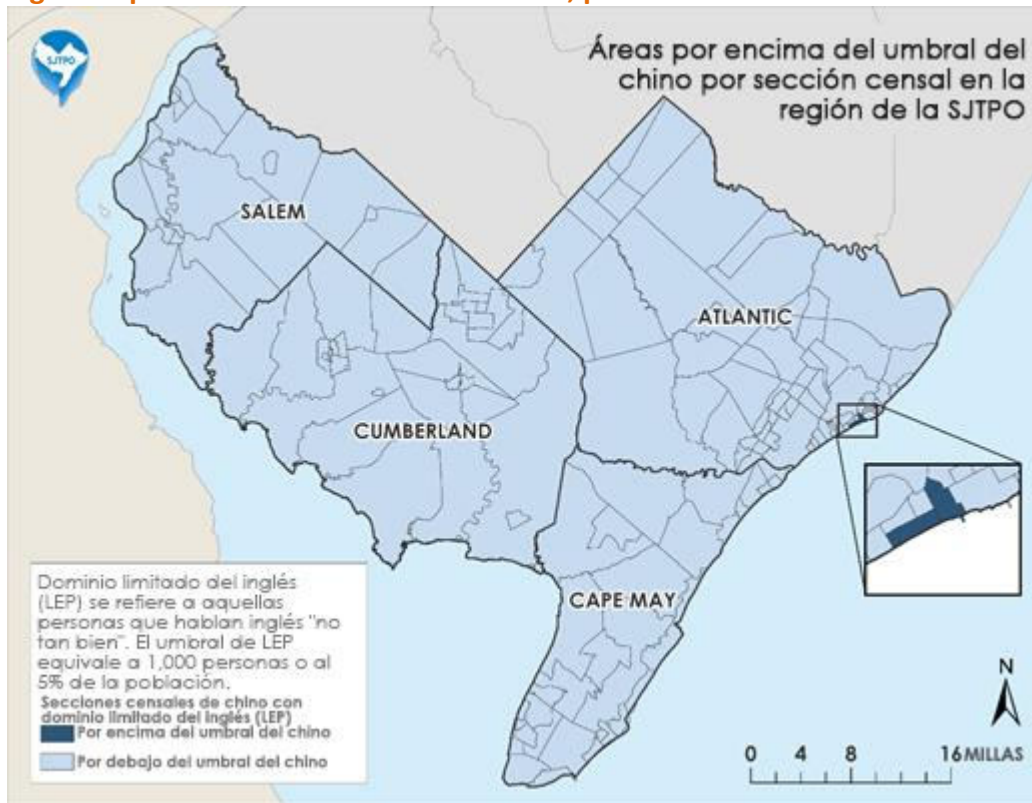 Áreas por encima del umbral del
chino por sección censal en la
región de la SJTPO
SJTPO
SALEM
ATLANTIC
CUMBERLAND
CAPE MAY
Dominio limitado del inglés
(LEP) se refiere a aquellas
personas que hablan inglés "no
tan bien". El umbral de LEP
equivale a 1,000 personas o al
5% de la población.
Secciones censales de chino con
dominio limitado del inglés (LEP)
Por encima del umbral del chino
Por debajo del umbral del chino
N
0 4 8 16 MILLAS